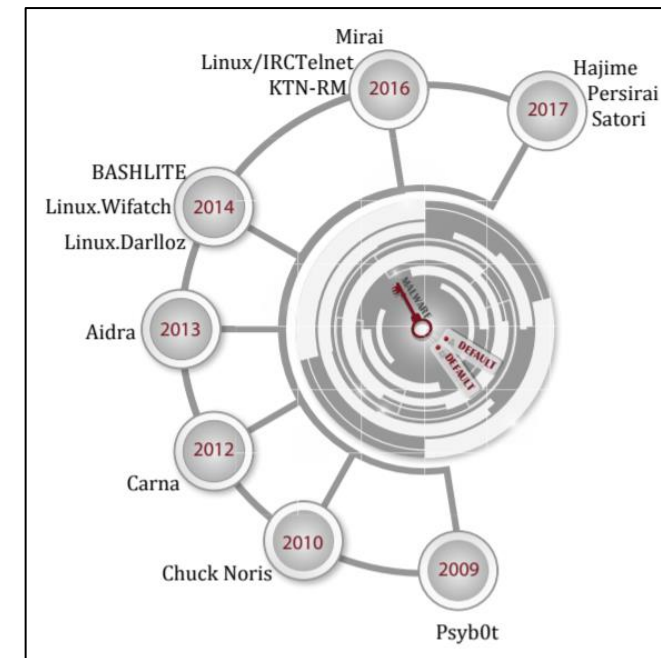 Mirai
Linux/IRCTelnet
KTN-RM
2016
Hajime
Persirai
Satori
2017
BASHLITE
Linux.Wifatch
Linux.Darlloz
2014
MALWARE
DEFAULT
DEFAULT
Aidra
2013
2012
Carna
2010
Chuck Noris
2009
Psyb0t